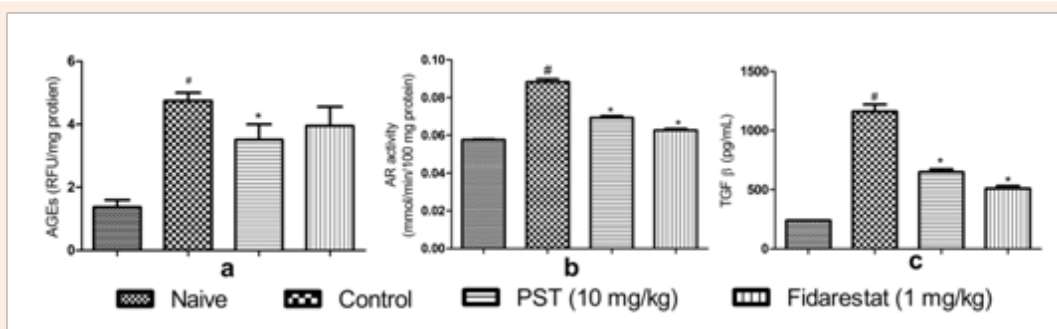 AGEs (RFU/mg protien)
6
4
2
0
#
*
a
AR activity
(mmol/min/100 mg protein)
0.10
0.08
0.06
0.04
0.02
0.00
#
*
*
b
TGF β (pg/mL)
1500
1000
500
0
#
*
*
c
Naive Control PST (10 mg/kg) Fidarestat (1 mg/kg)